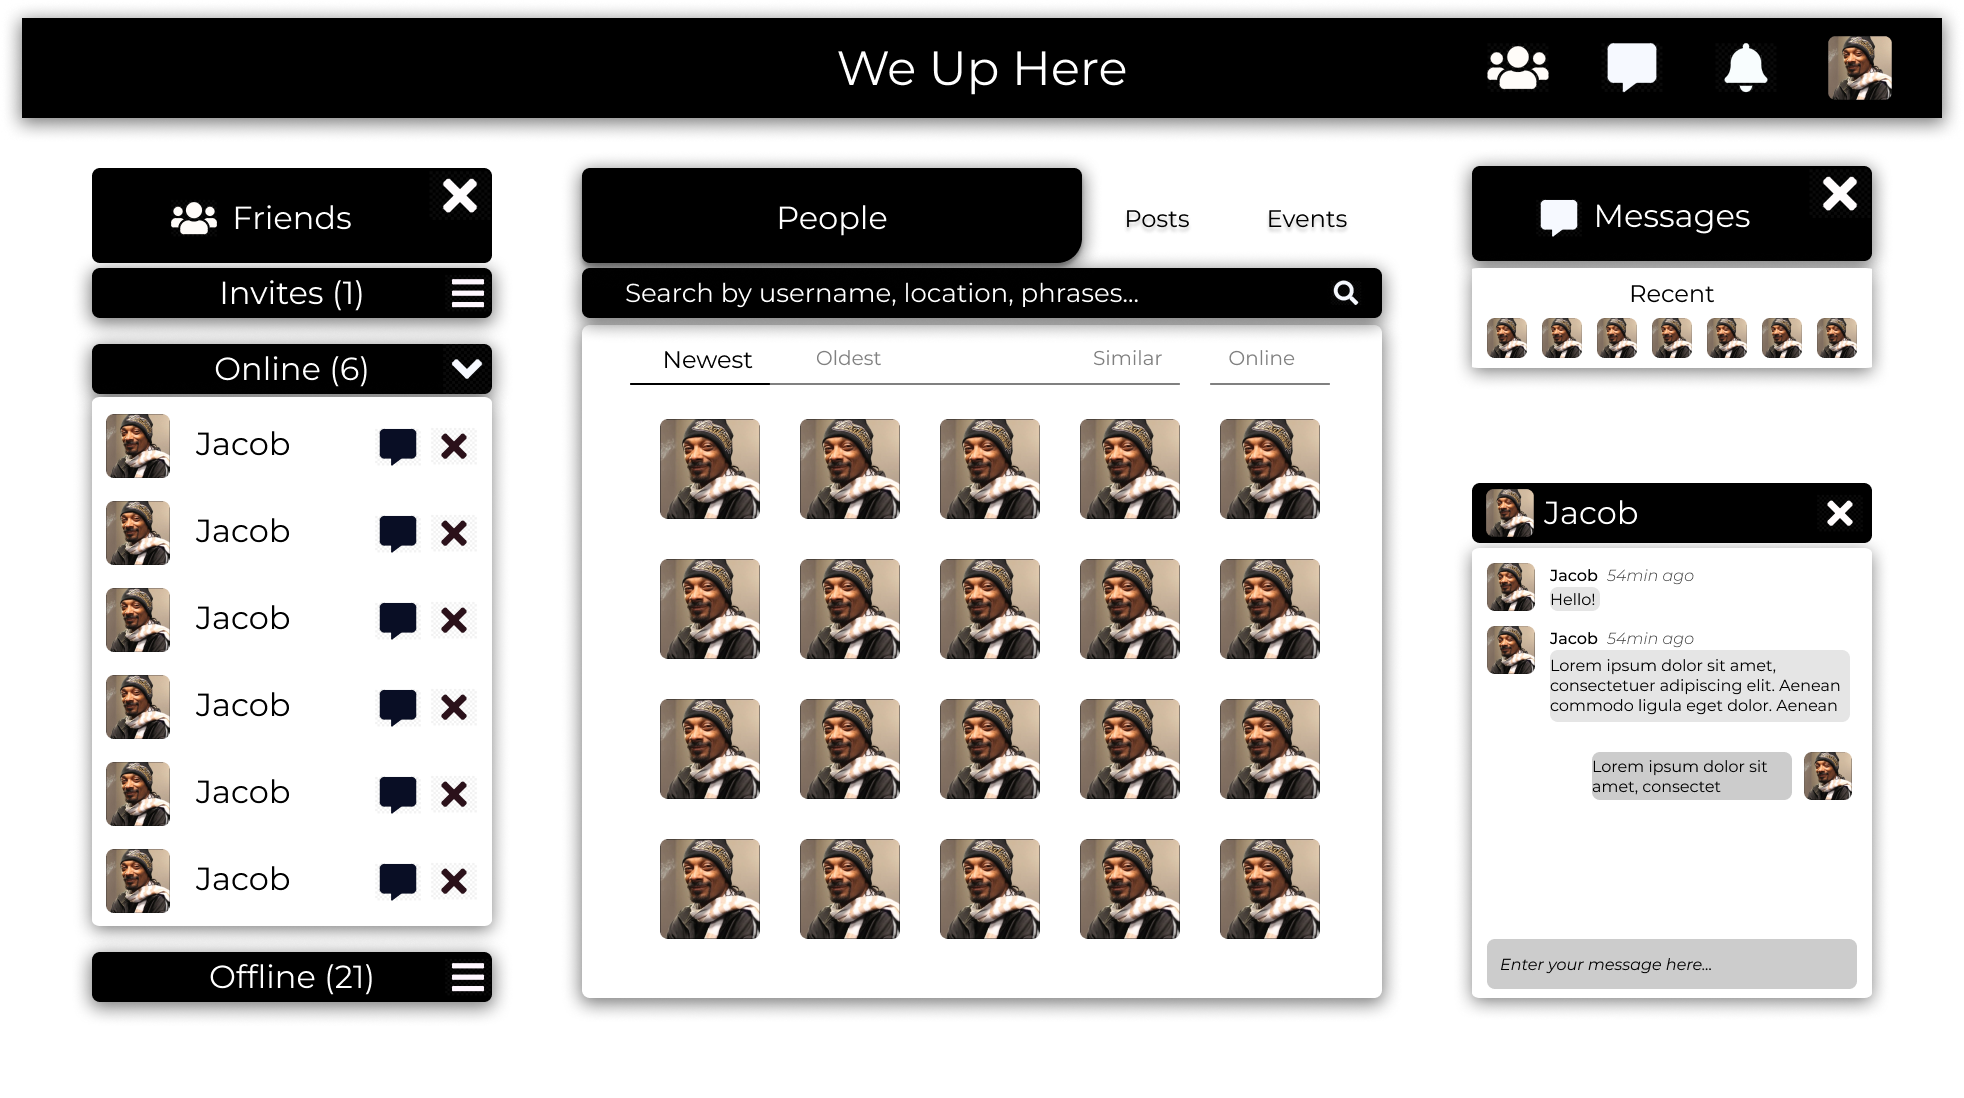 We Up Here
Friends
Invites (1)
Online (6)
Jacob
Jacob
Jacob
Jacob
Jacob
Jacob
Offline (21)
People
Posts
Events
Search by username, location, phrases...
Newest
Oldest
Similar
Online
Messages
Recent
Jacob
Jacob 54min ago
Hello!
Jacob 54min ago
Lorem ipsum dolor sit amet,
consectetuer adipiscing elit. Aenean
commodo ligula eget dolor. Aenean
Lorem ipsum dolor sit
amet, consectet
Enter your message here...